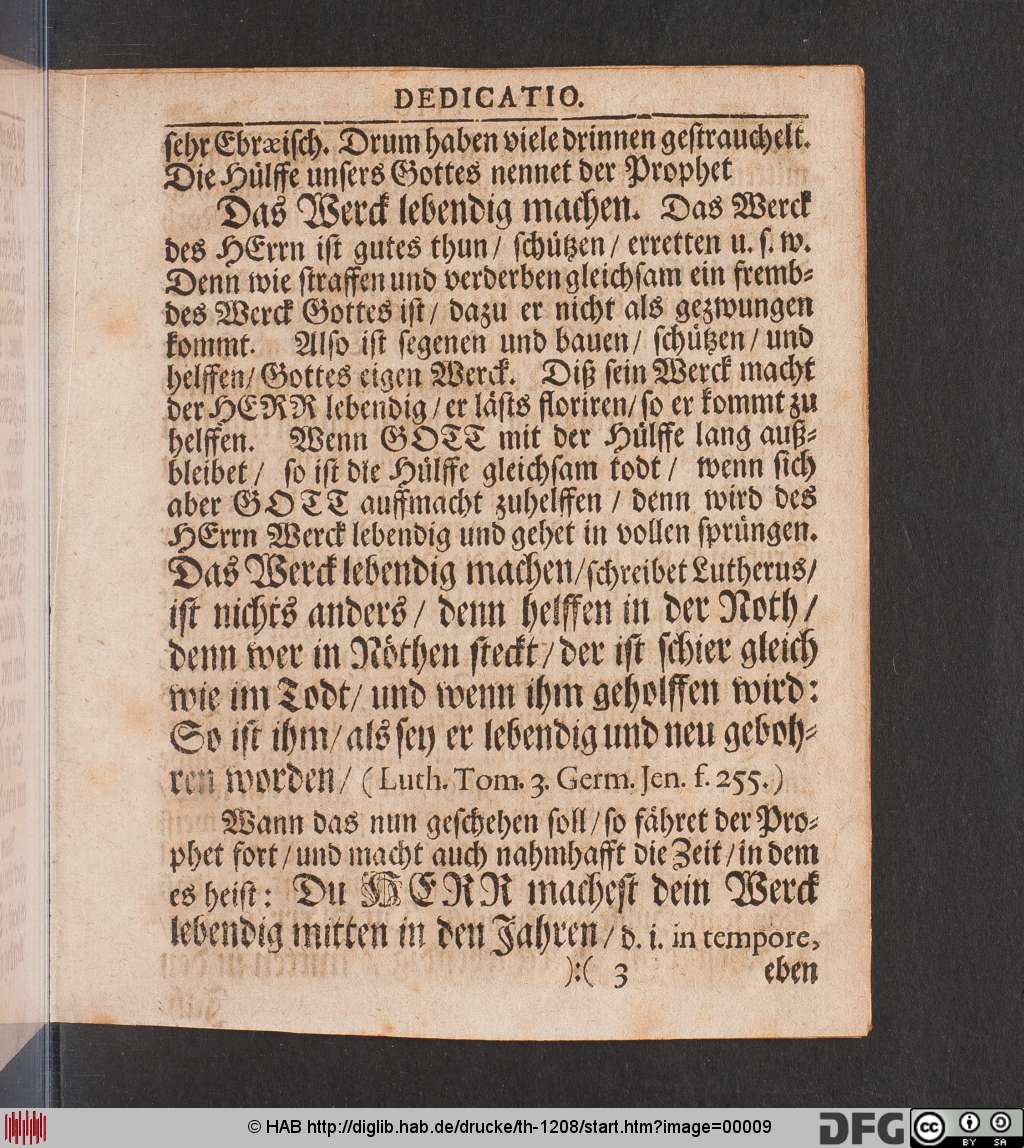 DEDICATIO.
sehr Ebræisch. Drum haben viele drinnen gestrauchelt.
Die Hülffe unsers Gottes nennet der Prophet
Das Werck lebendig machen. Das Werck
des HErrn ist gutes thun/ schützen/ erretten u. s. w.
Denn wie straffen und verderben gleichsam ein fremb-
des Werck Gottes ist/ dazu er nicht als gezwungen
kommt. Also ist segenen und bauen/ schützen/ und
helffen/ Gottes eigen Werck. Diß sein Werck macht
der HERR lebendig/ er lästs floriren/ so er kommt zu
helffen. Wenn GOTT mit der Hülffe lang auß-
bleibet/ so ist die Hülffe gleichsam todt/ wenn sich
aber GOTT auffmacht zuhelffen/ denn wird des
HErrn Werck lebendig und gehet in vollen sprüngen.
Das Werck lebendig machen/ schreibet Lutherus/
ist nichts anders/ denn helffen in der Noth/
denn wer in Nöthen steckt/ der ist schier gleich
wie im Todt/ und wenn ihm geholffen wird:
So ist ihm/ als sey er lebendig und neu geboh-
ren worden/ (Luth. Tom. 3. Germ. Jen. f. 255.)
Wann das nun geschehen soll/ so fähret der Pro-
phet fort/ und macht auch nahmhafft die Zeit/ in dem
es heist: Du HERR machest dein Werck
lebendig mitten in den Jahren/ d. i. in tempore,
):( 3 eben
© HAB http://diglib.hab.de/drucke/th-1208/start.htm?image=00009
DFG
cc BY SA